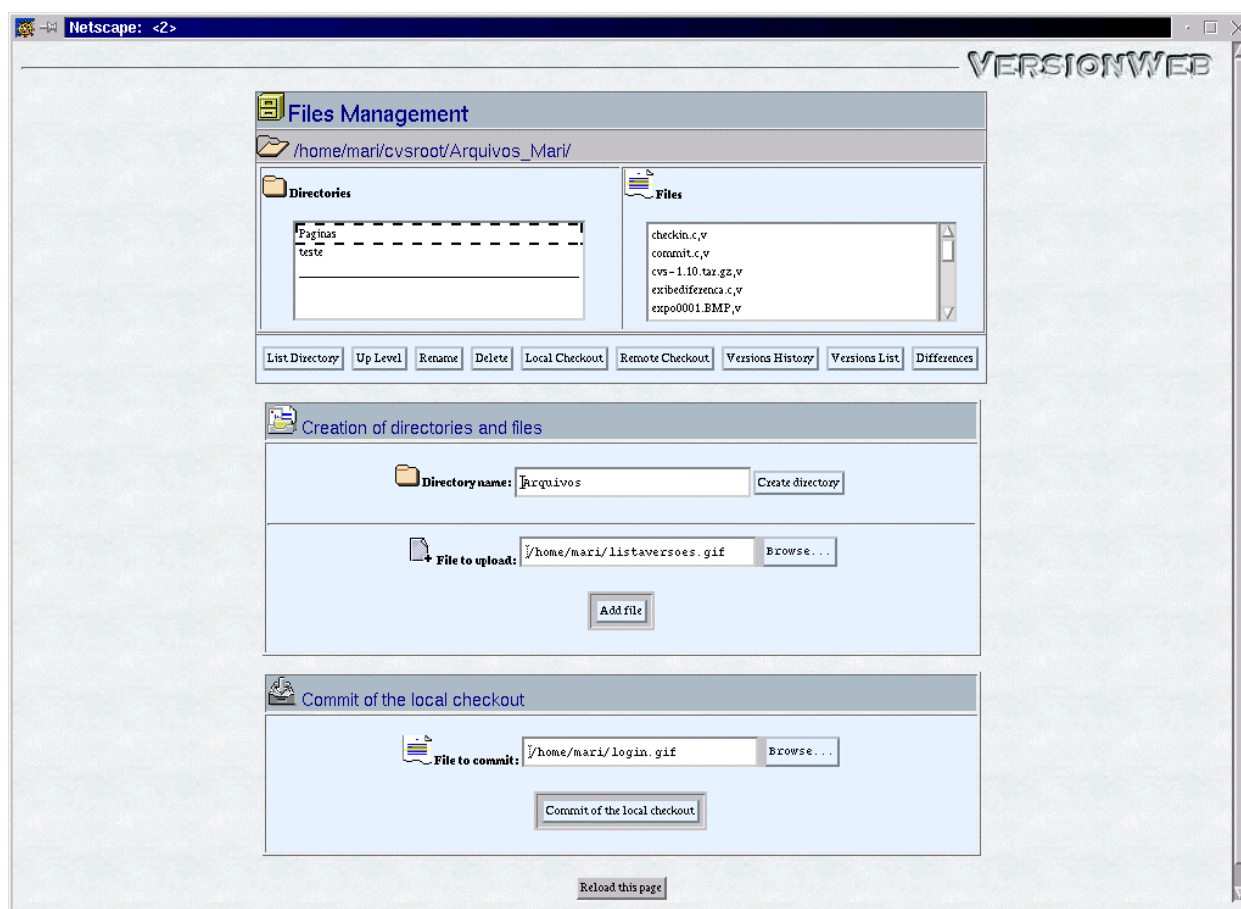 Netscape: <2>
VERSIONWEB
Files Management
/home/mari/cvsroot/Arquivos_Mari/
Directories
Files
Paginas
teste
checkin.c,v
commit.c,v
cvs-1.10.tar.gz,v
exibediferenca.c,v
expo0001.BMP,v
List Directory Up Level Rename Delete Local Checkout Remote Checkout Versions History Versions List Differences
Creation of directories and files
Directory name: Arquivos Create directory
File to upload: /home/mari/listaversoes.gif Browse...
Add file
Commit of the local checkout
File to commit: /home/mari/login.gif Browse...
Commit of the local checkout
Reload this page